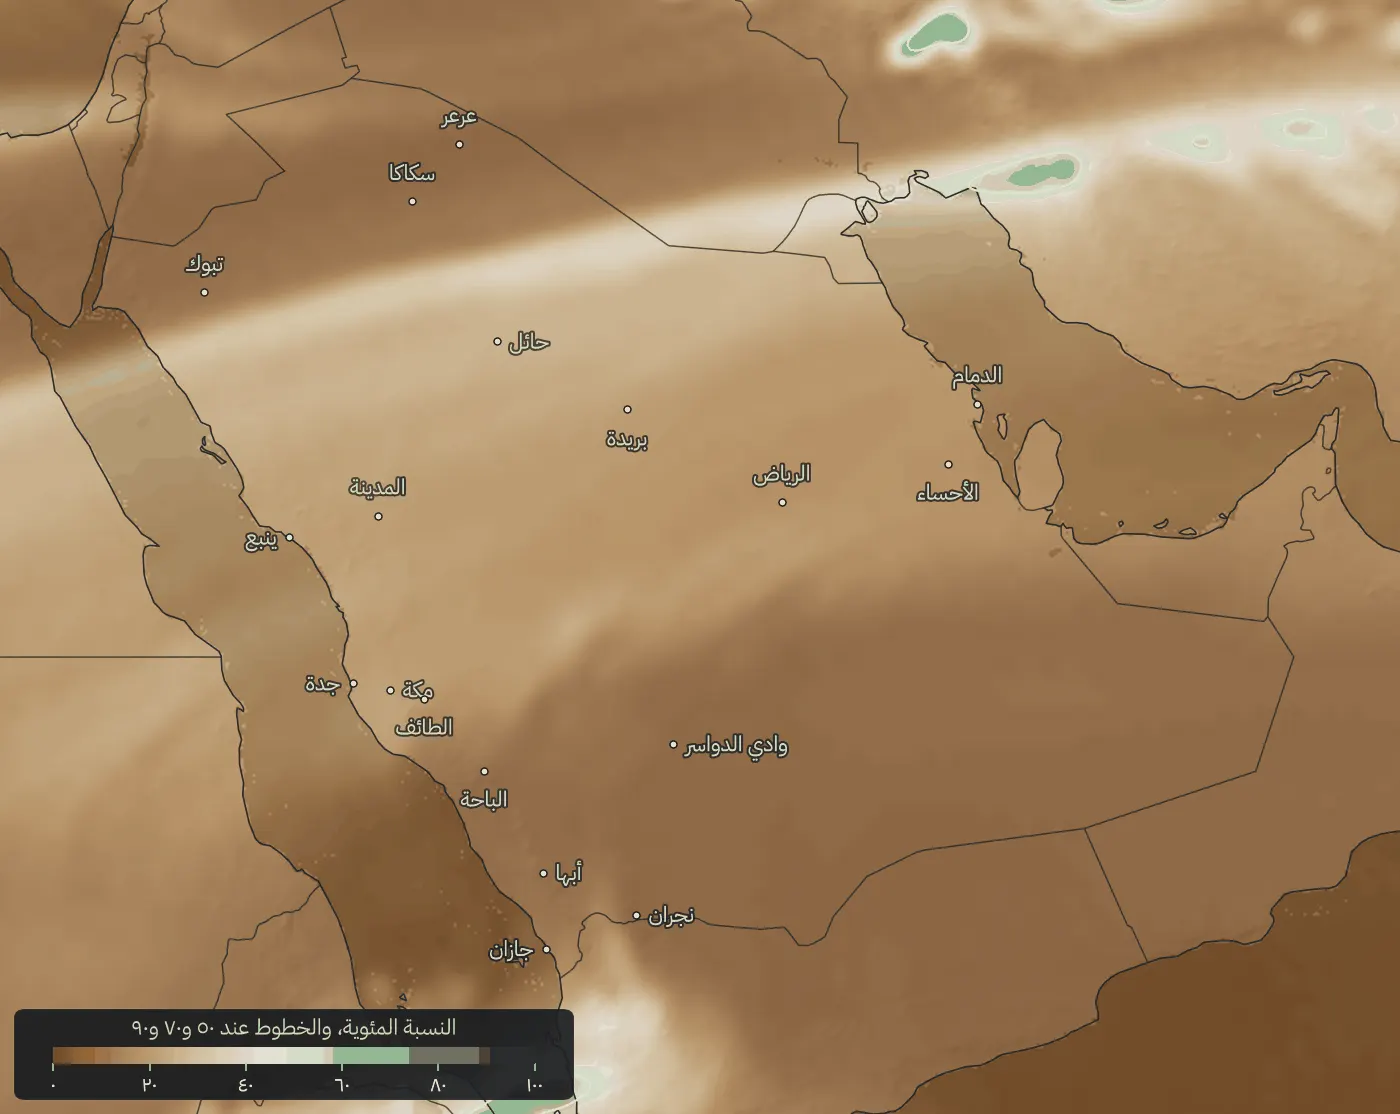 عرعر
سكاكا
تبوك
حائل
الدمام
بريدة
الرياض
المدينة
الأحساء
ينبع
جدة
مكة
الطائف
وادي الدواسر
الباحة
أبها
نجران
جازان
النسبة المئوية، والخطوط عند ٥٠ و٧٠ و٩٠
٠ ٢٠ ٤٠ ٦٠ ٨٠ ١٠٠